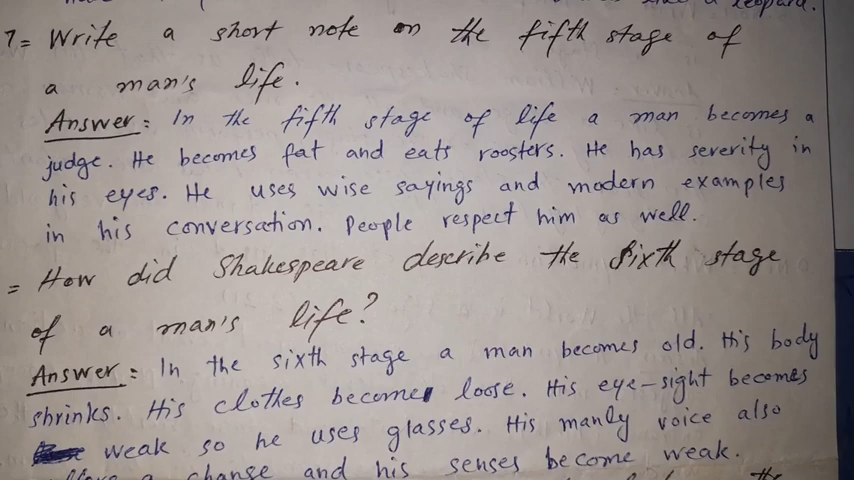 a leopard.
7= Write a short note on the fifth stage of
a man's life.
Answer: In the fifth stage of life a man becomes a
judge. He becomes fat and eats roosters. He has severity in
his eyes. He uses wise sayings and modern examples
in his conversation. People respect him as well.
= How did Shakespeare describe the sixth stage
of a man's life?
Answer: In the sixth stage a man becomes old. His body
shrinks. His clothes become loose. His eye-sight becomes
weak so he uses glasses. His manly voice also
a change and his senses become weak.
the